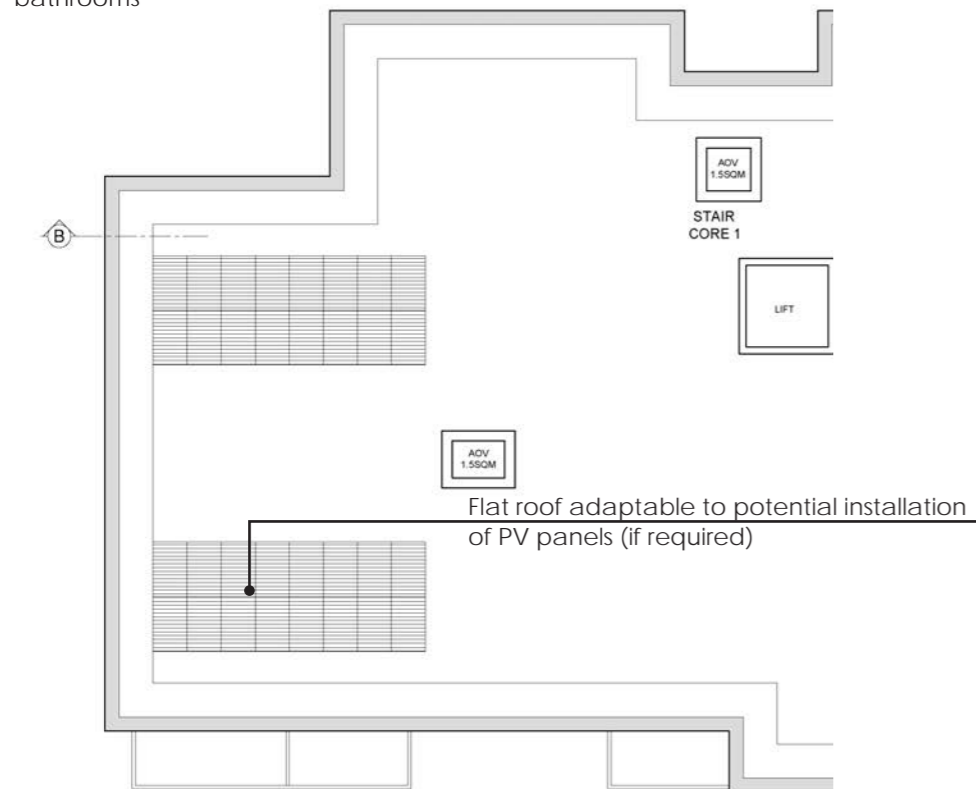 bathrooms
AOV
1.5SQM
STAIR
CORE 1
B
LIFT
AOV
1.5SQM
Flat roof adaptable to potential installation
of PV panels (if required)